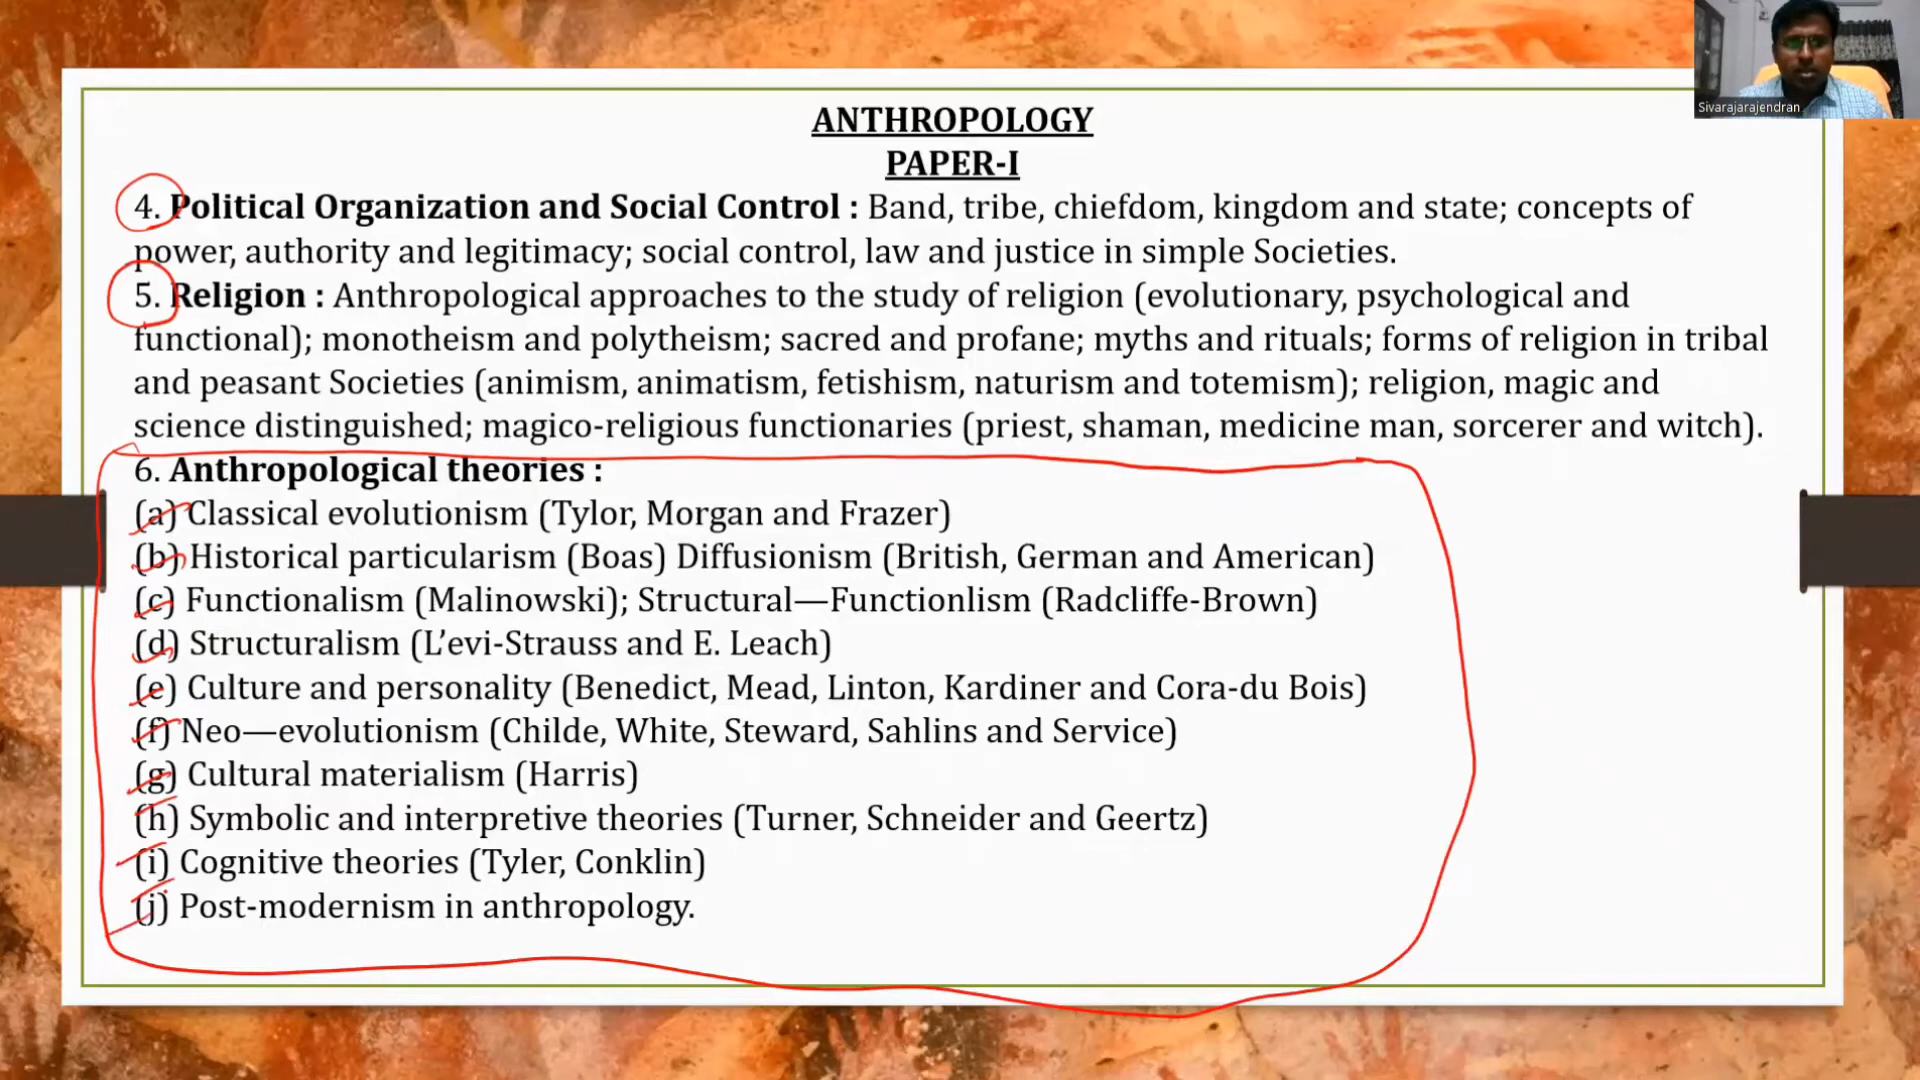 Sivarajarajendran
ANTHROPOLOGY
PAPER-I
4. Political Organization and Social Control : Band, tribe, chiefdom, kingdom and state; concepts of
power, authority and legitimacy; social control, law and justice in simple Societies.
5. Religion : Anthropological approaches to the study of religion (evolutionary, psychological and
functional); monotheism and polytheism; sacred and profane; myths and rituals; forms of religion in tribal
and peasant Societies (animism, animatism, fetishism, naturism and totemism); religion, magic and
science distinguished; magico-religious functionaries (priest, shaman, medicine man, sorcerer and witch).
6. Anthropological theories :
(a) Classical evolutionism (Tylor, Morgan and Frazer)
(b) Historical particularism (Boas) Diffusionism (British, German and American)
(c) Functionalism (Malinowski); Structural—Functionlism (Radcliffe-Brown)
(d) Structuralism (L’evi-Strauss and E. Leach)
(e) Culture and personality (Benedict, Mead, Linton, Kardiner and Cora-du Bois)
(f) Neo—evolutionism (Childe, White, Steward, Sahlins and Service)
(g) Cultural materialism (Harris)
(h) Symbolic and interpretive theories (Turner, Schneider and Geertz)
(i) Cognitive theories (Tyler, Conklin)
(j) Post-modernism in anthropology.